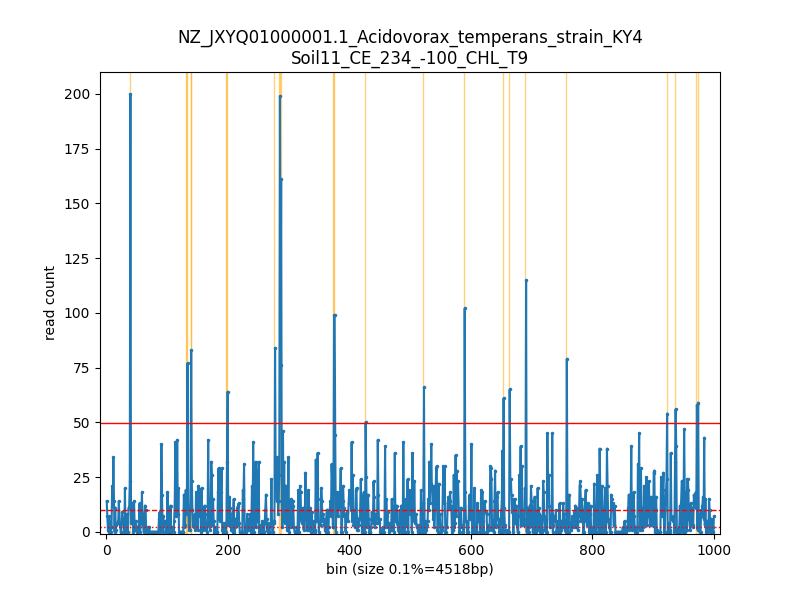 NZ_JXYQ01000001.1_Acidovorax_temperans_strain_KY4
Soil11_CE_234_-100_CHL_T9
200
175
150
125
100
75
50
25
0
read count
0 200 400 600 800 1000
bin (size 0.1%=4518bp)